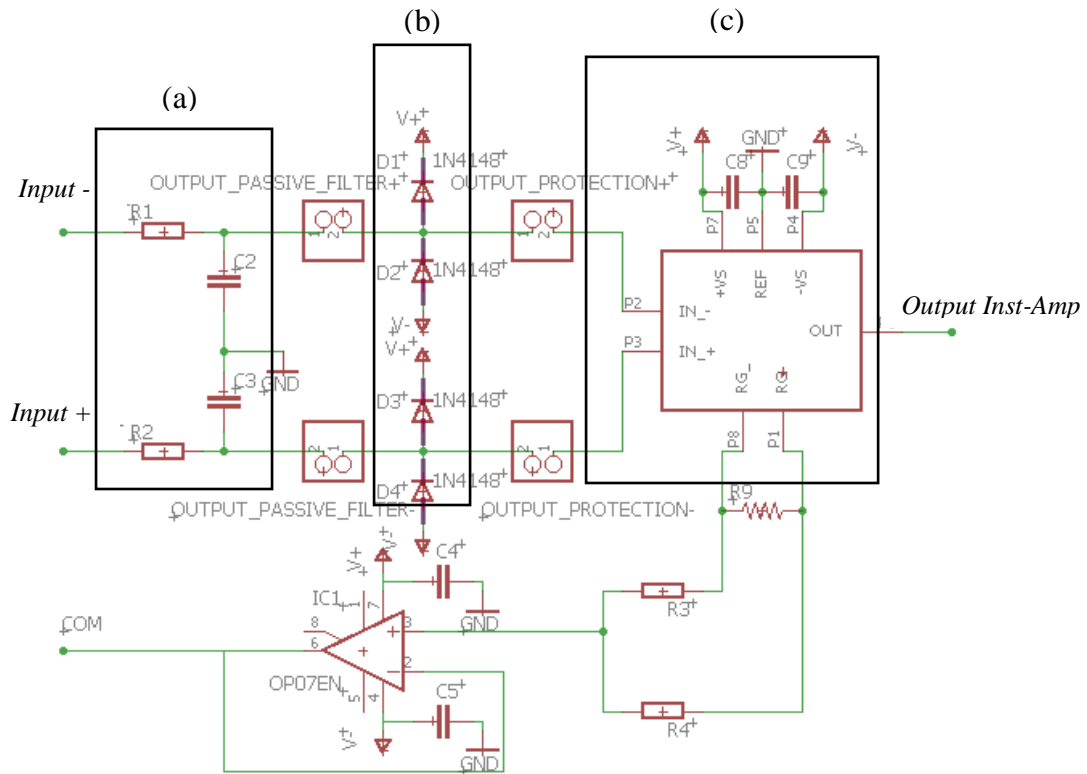 (b)
(c)
(a)
V+
D1 1N4148
V+ GND V-
C8 C9
Input - OUTPUT_PASSIVE_FILTER+ OUTPUT_PROTECTION+
R1
1 2
1 2
P7 P5 P4
C2
D2 1N4148
+VS REF -VS
Output Inst-Amp
P2 IN_-
V-
V+
OUT
1
P3 IN_+
GND
C3
RG_ RG+
Input +
D3 1N4148
R2
2 1
2 1
P8 P1
D4 1N4148
R9
OUTPUT_PASSIVE_FILTER- OUTPUT_PROTECTION-
V-
V+
C4
IC1
1 7
R3
GND
COM
8
3
6
2
OP07EN
5 4
C5
R4
V-
GND